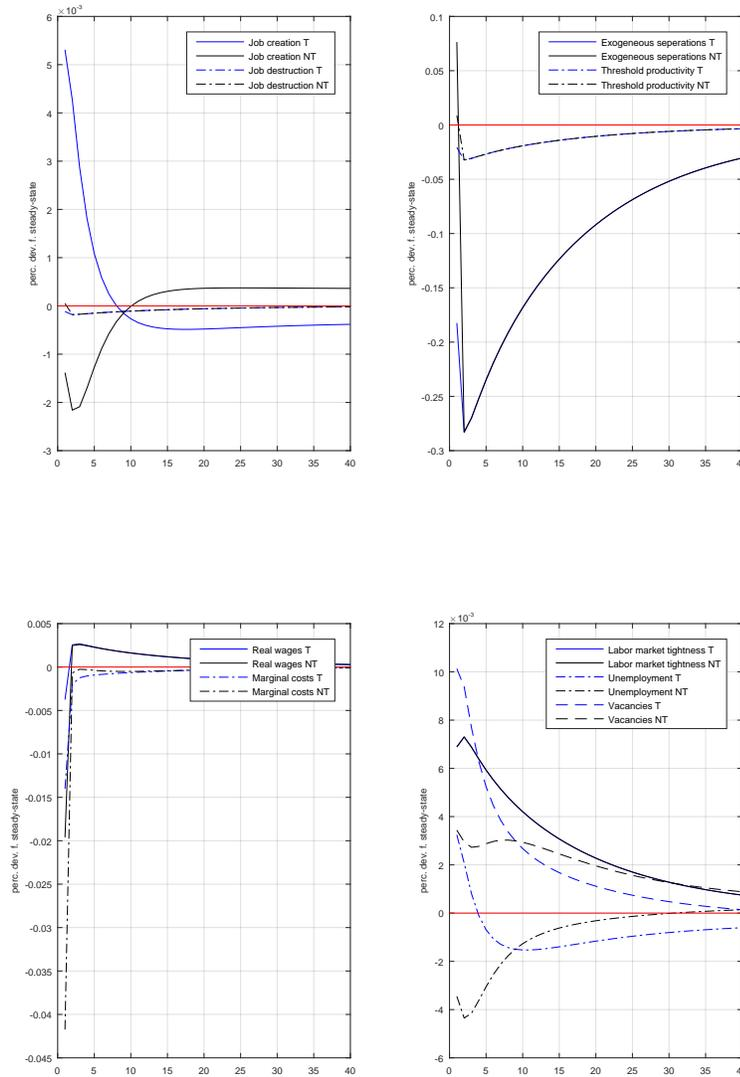 ×10-3
6
5
4
3
2
1
0
-1
-2
-3
perc. dev. f. steady-state
Job creation T
Job creation NT
Job destruction T
Job destruction NT
0 5 10 15 20 25 30 35 40
0.1
0.05
0
-0.05
-0.1
-0.15
-0.2
-0.25
-0.3
perc. dev. f. steady-state
Exogeneous seperations T
Exogeneous seperations NT
Threshold productivity T
Threshold productivity NT
0 5 10 15 20 25 30 35 4
0.005
0
-0.005
-0.01
-0.015
-0.02
-0.025
-0.03
-0.035
-0.04
-0.045
perc. dev. f. steady-state
Real wages T
Real wages NT
Marginal costs T
Marginal costs NT
0 5 10 15 20 25 30 35 40
×10-3
12
10
8
6
4
2
0
-2
-4
-6
perc. dev. f. steady-state
Labor market tightness T
Labor market tightness NT
Unemployment T
Unemployment NT
Vacancies T
Vacancies NT
0 5 10 15 20 25 30 35 4